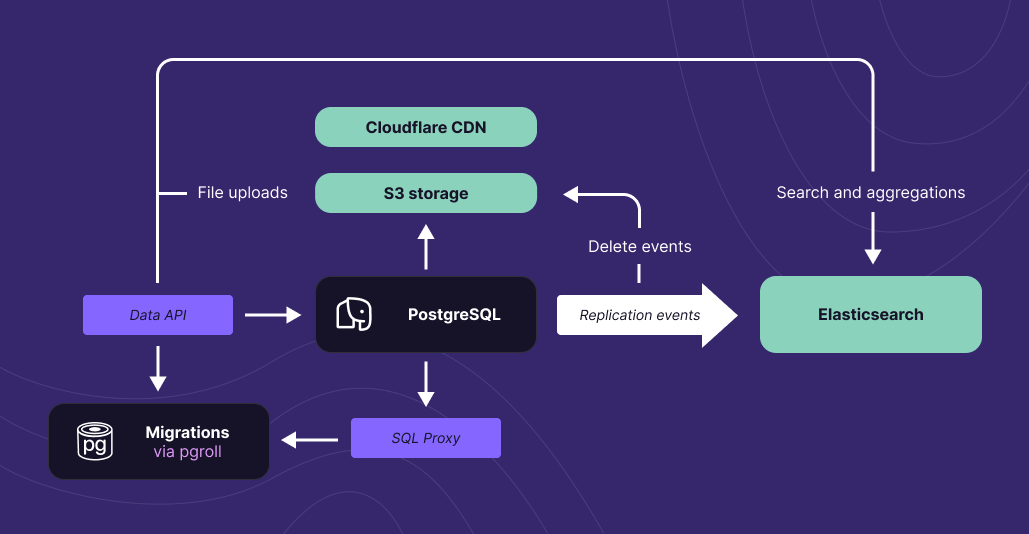 Cloudflare CDN
File uploads
S3 storage
Search and aggregations
Delete events
Data API
PostgreSQL
Replication events
Elasticsearch
pg
Migrations
via pgroll
SQL Proxy